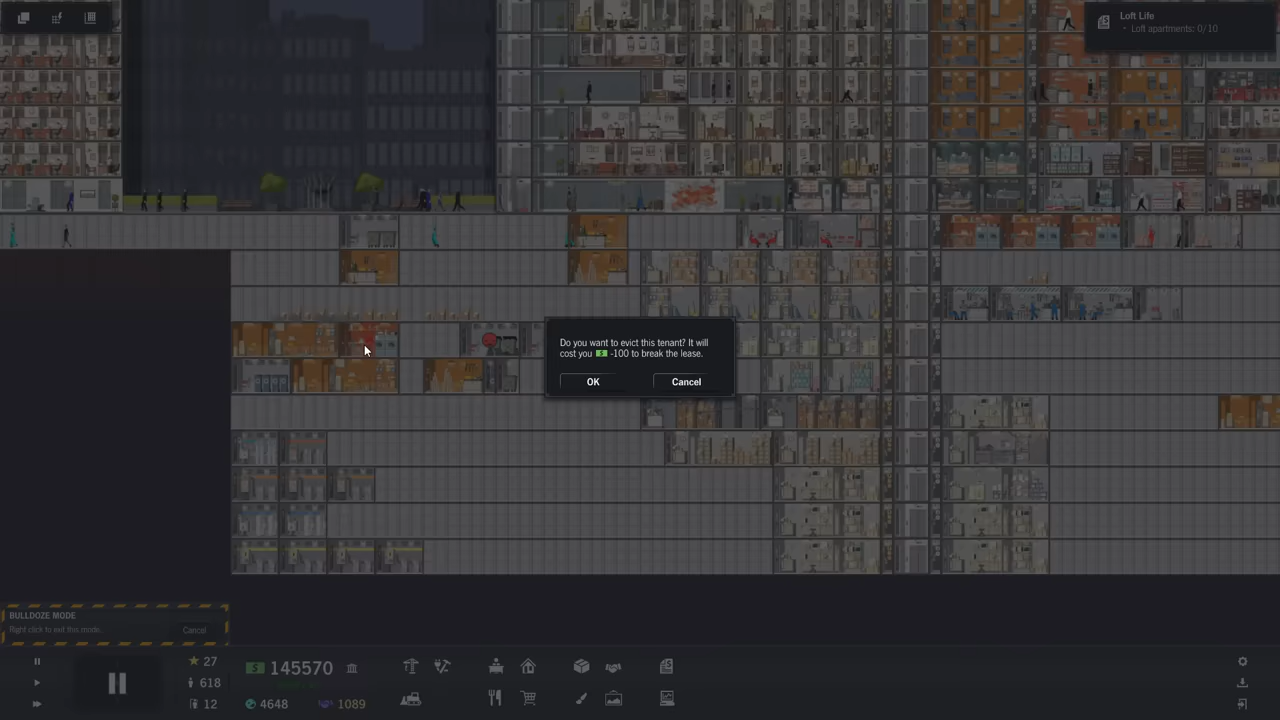 Loft Life
• Loft apartments: 0/10
Do you want to evict this tenant? It will
cost you $ -100 to break the lease.
OK
Cancel
BULLDOZE MODE
Right click to exit this mode.
Cancel
27
$ 145570
618
12
4648
1089